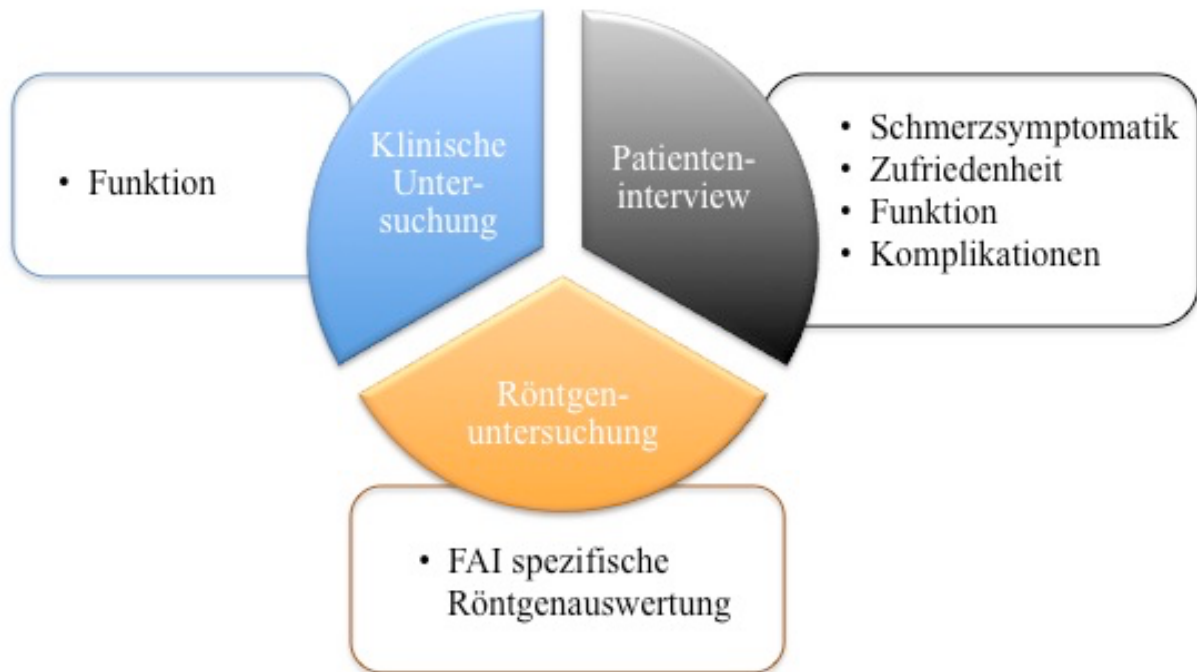 Klinische
Unter-
suchung
• Funktion
Patienten-
interview
• Schmerzsymptomatik
• Zufriedenheit
• Funktion
• Komplikationen
Röntgen-
untersuchung
• FAI spezifische
Röntgenauswertung